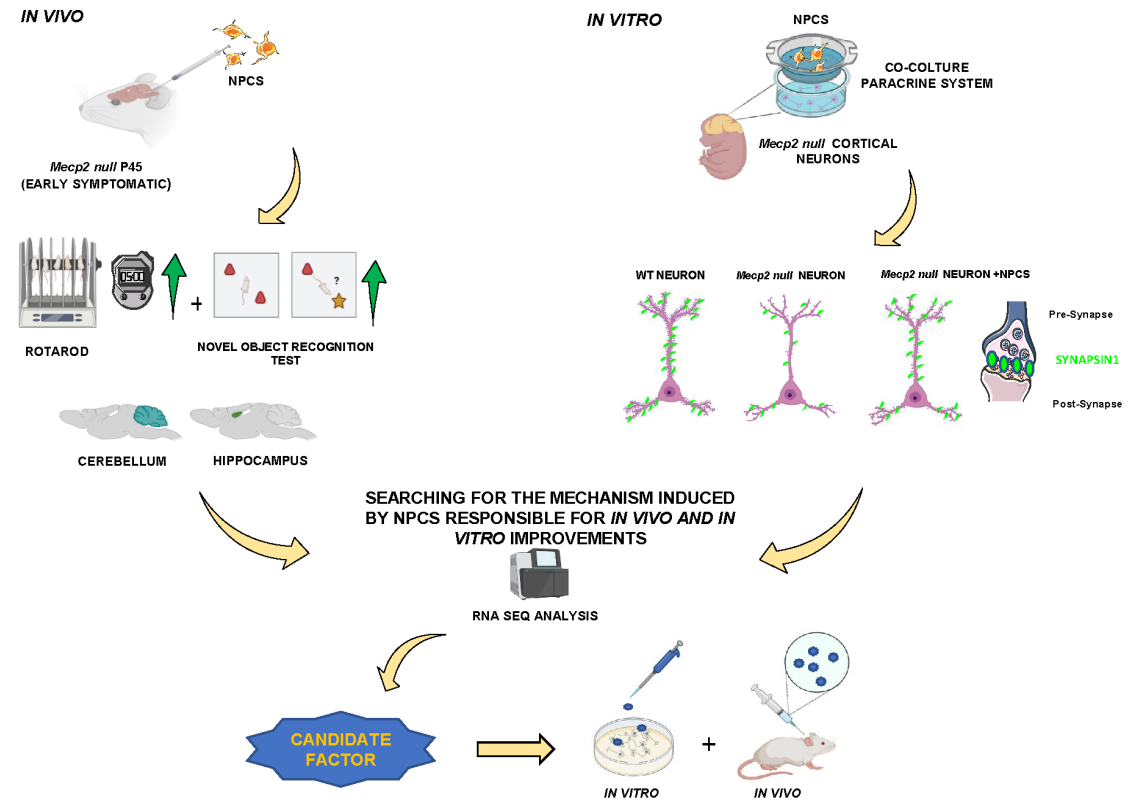 IN VIVO
NPCS
Mecp2 null P45
(EARLY SYMPTOMATIC)
05:00
+
?
ROTAROD
NOVEL OBJECT RECOGNITION
TEST
CEREBELLUM
HIPPOCAMPUS
IN VITRO
NPCS
CO-COLTURE
PARACRINE SYSTEM
Mecp2 null CORTICAL
NEURONS
WT NEURON
Mecp2 null NEURON
Mecp2 null NEURON +NPCS
Pre-Synapse
SYNAPSIN1
Post-Synapse
SEARCHING FOR THE MECHANISM INDUCED
BY NPCS RESPONSIBLE FOR IN VIVO AND IN
VITRO IMPROVEMENTS
RNA SEQ ANALYSIS
CANDIDATE
FACTOR
+
IN VITRO
IN VIVO